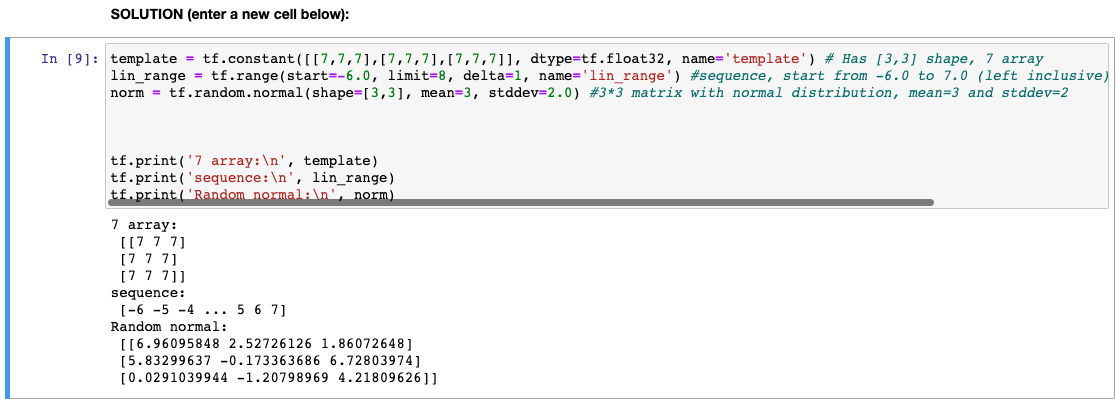 SOLUTION (enter a new cell below):
In [9]: template = tf.constant([[7,7,7],[7,7,7],[7,7,7]], dtype=tf.float32, name='template') # Has [3,3] shape, 7 array
lin_range = tf.range(start=-6.0, limit=8, delta=1, name='lin_range') #sequence, start from -6.0 to 7.0 (left inclusive)
norm = tf.random.normal(shape=[3,3], mean=3, stddev=2.0) #3*3 matrix with normal distribution, mean=3 and stddev=2
tf.print('7 array:\n', template)
tf.print('sequence:\n', lin_range)
tf.print('Random normal:\n', norm)
7 array:
[[7 7 7]
[7 7 7]
[7 7 7]]
sequence:
[-6 -5 -4 ... 5 6 7]
Random normal:
[[6.96095848 2.52726126 1.86072648]
[5.83299637 -0.173363686 6.72803974]
[0.0291039944 -1.20798969 4.21809626]]